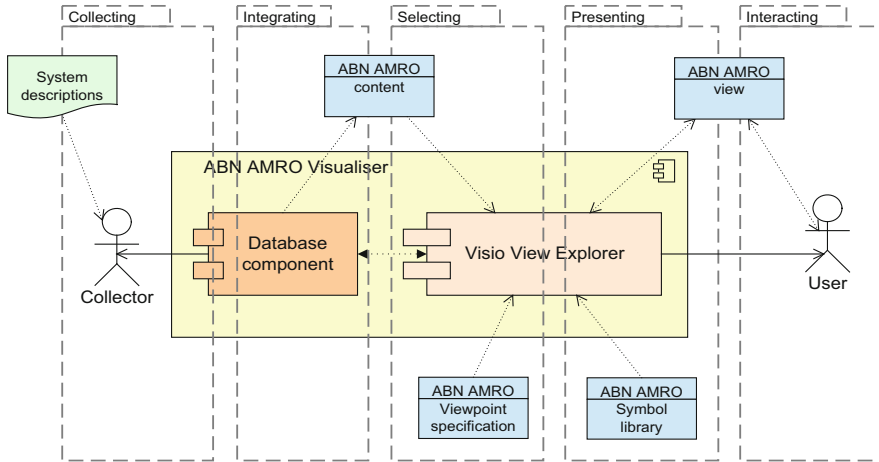 Collecting
Integrating
Selecting
Presenting
Interacting
System
descriptions
ABN AMRO
content
ABN AMRO
view
ABN AMRO Visualiser
Database
component
Visio View Explorer
Collector
User
ABN AMRO
Viewpoint
specification
ABN AMRO
Symbol
library